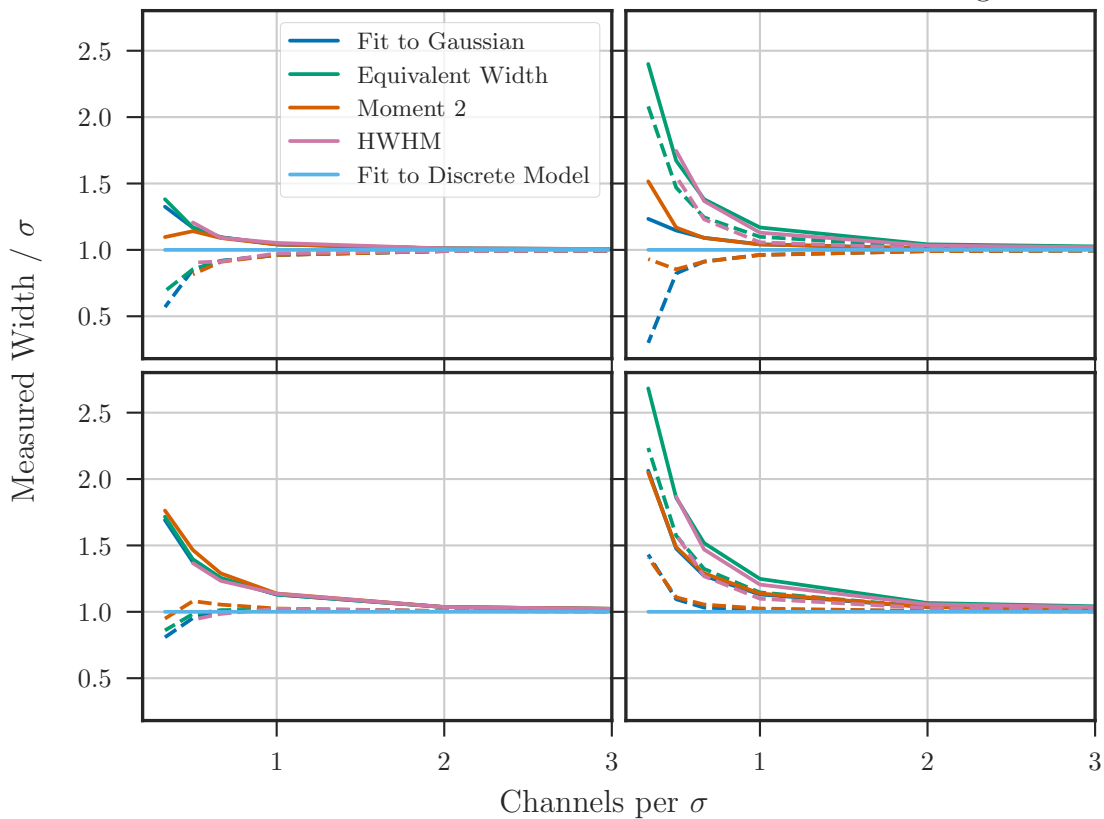 Fit to Gaussian
Equivalent Width
Moment 2
HWHM
Fit to Discrete Model
2.5
2.0
1.5
1.0
0.5
2.5
2.0
1.5
1.0
0.5
Measured Width / σ
1
2
3
1
2
3
Channels per σ